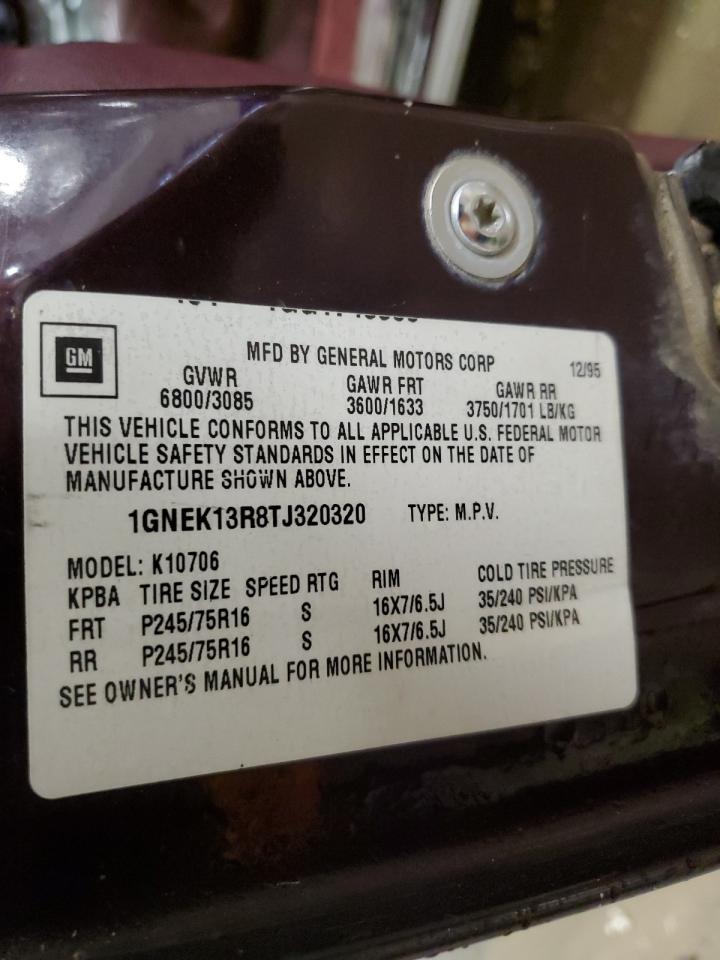 GM
MFD BY GENERAL MOTORS CORP 12/95
GVWR GAWR FRT GAWR RR
6800/3085 3600/1633 3750/1701 LB/KG
THIS VEHICLE CONFORMS TO ALL APPLICABLE U.S. FEDERAL MOTOR
VEHICLE SAFETY STANDARDS IN EFFECT ON THE DATE OF
MANUFACTURE SHOWN ABOVE.
1GNEK13R8TJ320320 TYPE: M.P.V.
MODEL: K10706
KPBA TIRE SIZE SPEED RTG RIM COLD TIRE PRESSURE
FRT P245/75R16 S 16X7/6.5J 35/240 PSI/KPA
RR P245/75R16 S 16X7/6.5J 35/240 PSI/KPA
SEE OWNER'S MANUAL FOR MORE INFORMATION.